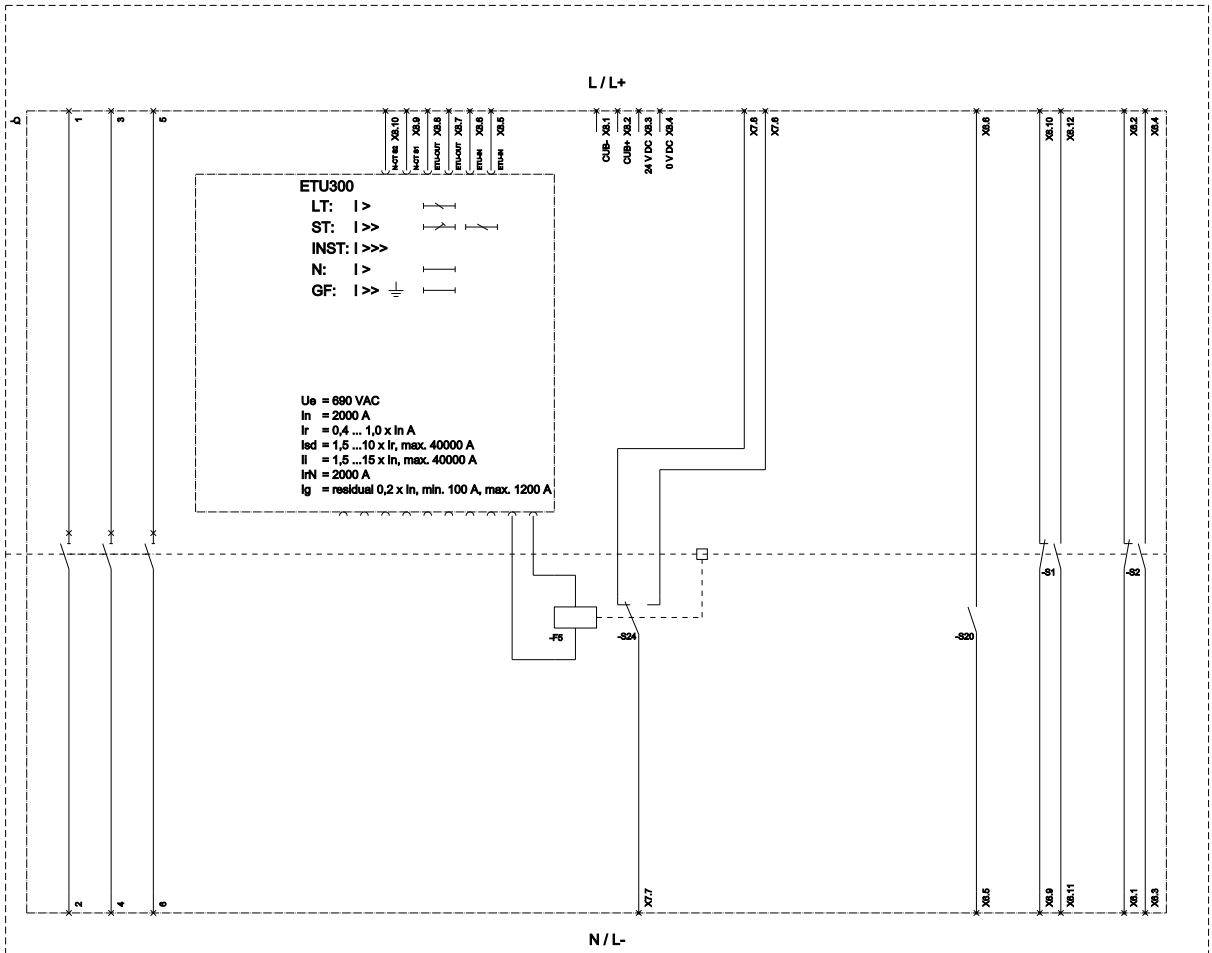 L / L+
-Q
1
3
5
N-CT S2 X8.10
N-CT S1 X8.9
ETU-OUT X8.8
ETU-OUT X8.7
ETU-IN X8.6
ETU-IN X8.5
CUB- X8.1
CUB+ X8.2
24 V DC X8.3
0 V DC X8.4
X7.8
X7.6
X6.6
X6.10
X6.12
X6.2
X6.4
ETU300
LT: I >
ST: I >>
INST: I >>>
N: I >
GF: I >>
Ue = 690 VAC
In = 2000 A
Ir = 0,4 ... 1,0 x In A
Isd = 1,5 ...10 x Ir, max. 40000 A
Ii = 1,5 ...15 x In, max. 40000 A
IrN = 2000 A
Ig = residual 0,2 x In, min. 100 A, max. 1200 A
-S1
-S2
-F5
-S24
-S20
2
4
6
X7.7
X6.5
X6.9
X6.11
X6.1
X6.3
N / L-